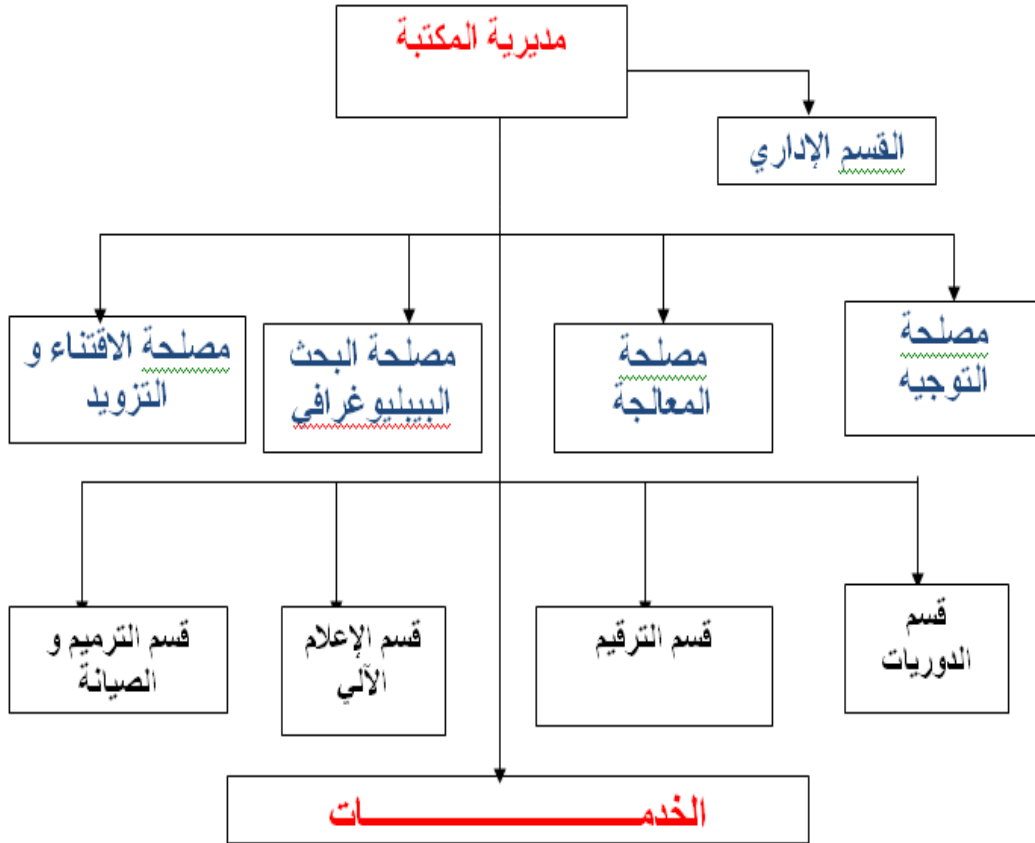 مديرية المكتبة
القسم الإداري
مصلحة
التوجيه
مصلحة
المعالجة
مصلحة البحث
البيبليوغرافي
مصلحة الاقتناء و
التزويد
قسم
الدوريات
قسم الترقيم
قسم الإعلام
الآلي
قسم الترميم و
الصيانة
الخدمــــــــــــــــات